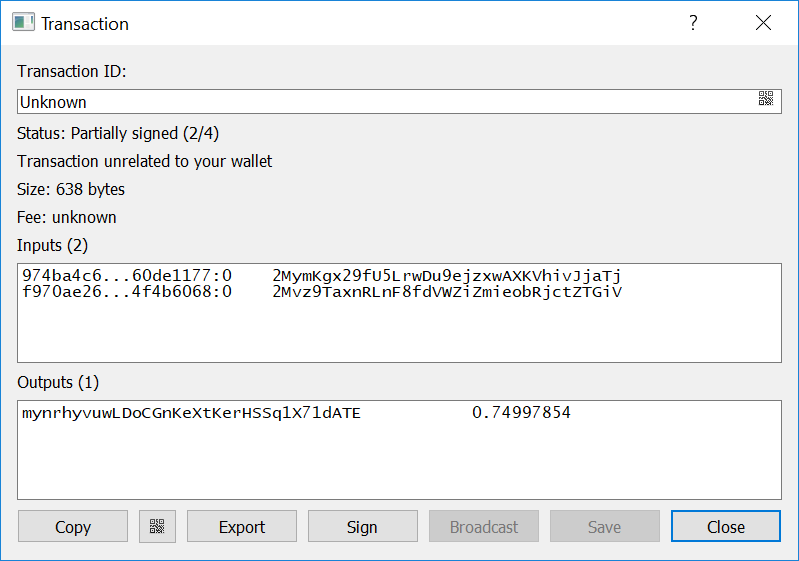 Transaction
?
Transaction ID:
Unknown
Status: Partially signed (2/4)
Transaction unrelated to your wallet
Size: 638 bytes
Fee: unknown
Inputs (2)
974ba4c6...60de1177:0 2MymKgx29fU5LrwDu9ejzxwAXKVhivJjaTj
f970ae26...4f4b6068:0 2Mvz9TaxnRLnF8fdVWZiZmieobRjctZTGiV
Outputs (1)
mynrhyvuwLDoCGnKeXtKerHSSq1X71dATE 0.74997854
Copy Export Sign Broadcast Save Close